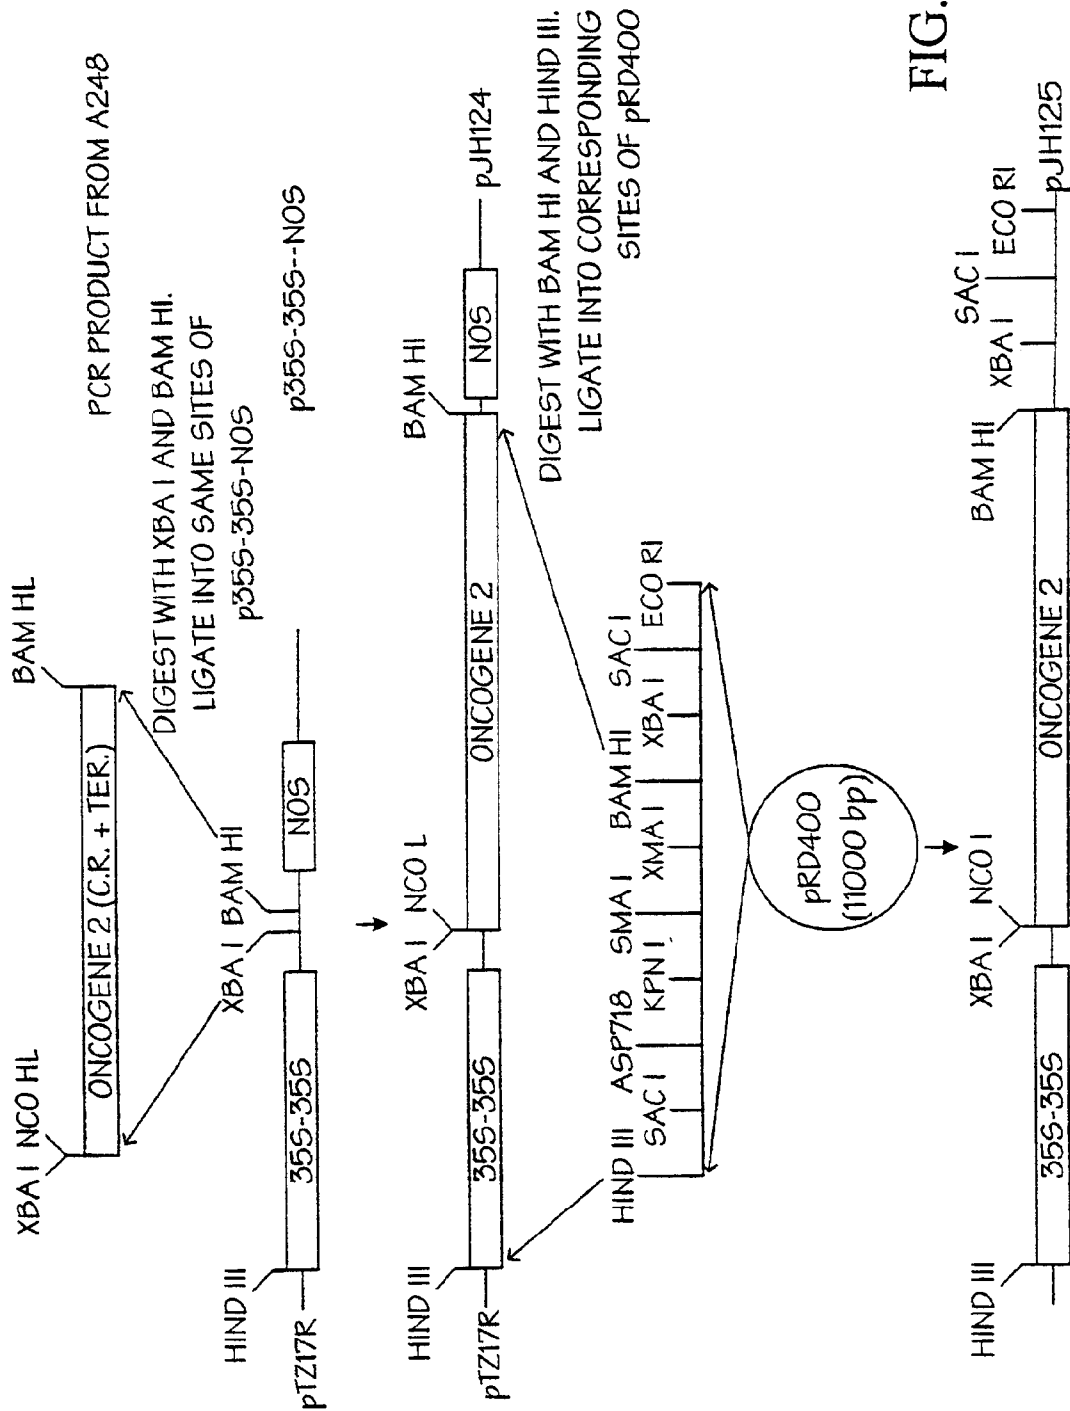 XBA I NCO HL
BAM HL
ONCOGENE 2 (C.R. + TER.)
PCR PRODUCT FROM A248
DIGEST WITH XBA I AND BAM HI.
LIGATE INTO SAME SITES OF
p35S-35S-NOS
HIND III
XBA I BAM HI
pTZ17R
35S-35S
NOS
p35S-35S--NOS
HIND III
XBA I NCO L
BAM HI
pTZ17R
35S-35S
ONCOGENE 2
NOS
pJH124
DIGEST WITH BAM HI AND HIND III.
LIGATE INTO CORRESPONDING
SITES OF pRD400
HIND III ASP718 SMA I BAM HI SAC I
SAC I KPN I XMA I XBA I ECO RI
pRD400
(11000 bp)
FIG.
HIND III
XBA I NCO I
BAM HI
XBA I
SAC I
ECO RI
35S-35S
ONCOGENE 2
pJH125